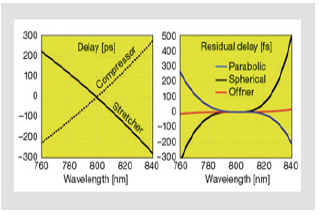 Delay [ps]
Compressor
Stretcher
300
200
100
0
-100
-200
-300
760 780 800 820 840
Wavelength [nm]
Residual delay [fs]
Parabolic
Spherical
Offner
500
400
300
200
100
0
-100
-200
-300
760 780 800 820 840
Wavelength [nm]